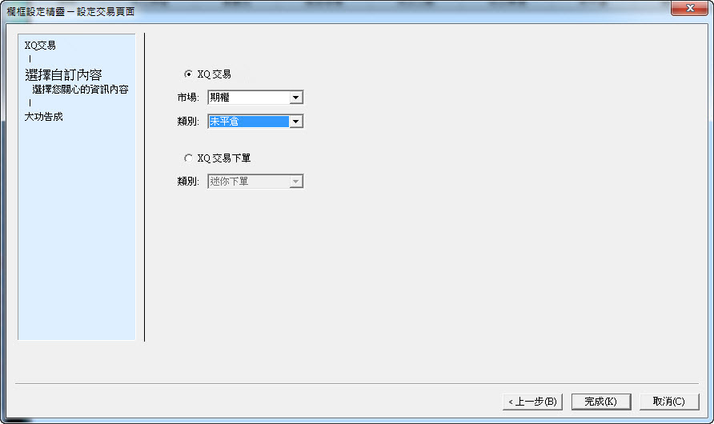 欄框設定精靈 － 設定交易頁面
XQ交易
選擇自訂內容
選擇您關心的資訊內容
大功告成
XQ 交易
市場: 期權
類別: 未平倉
XQ 交易下單
類別: 迷你下單
<上一步(B)
完成(K)
取消(C)